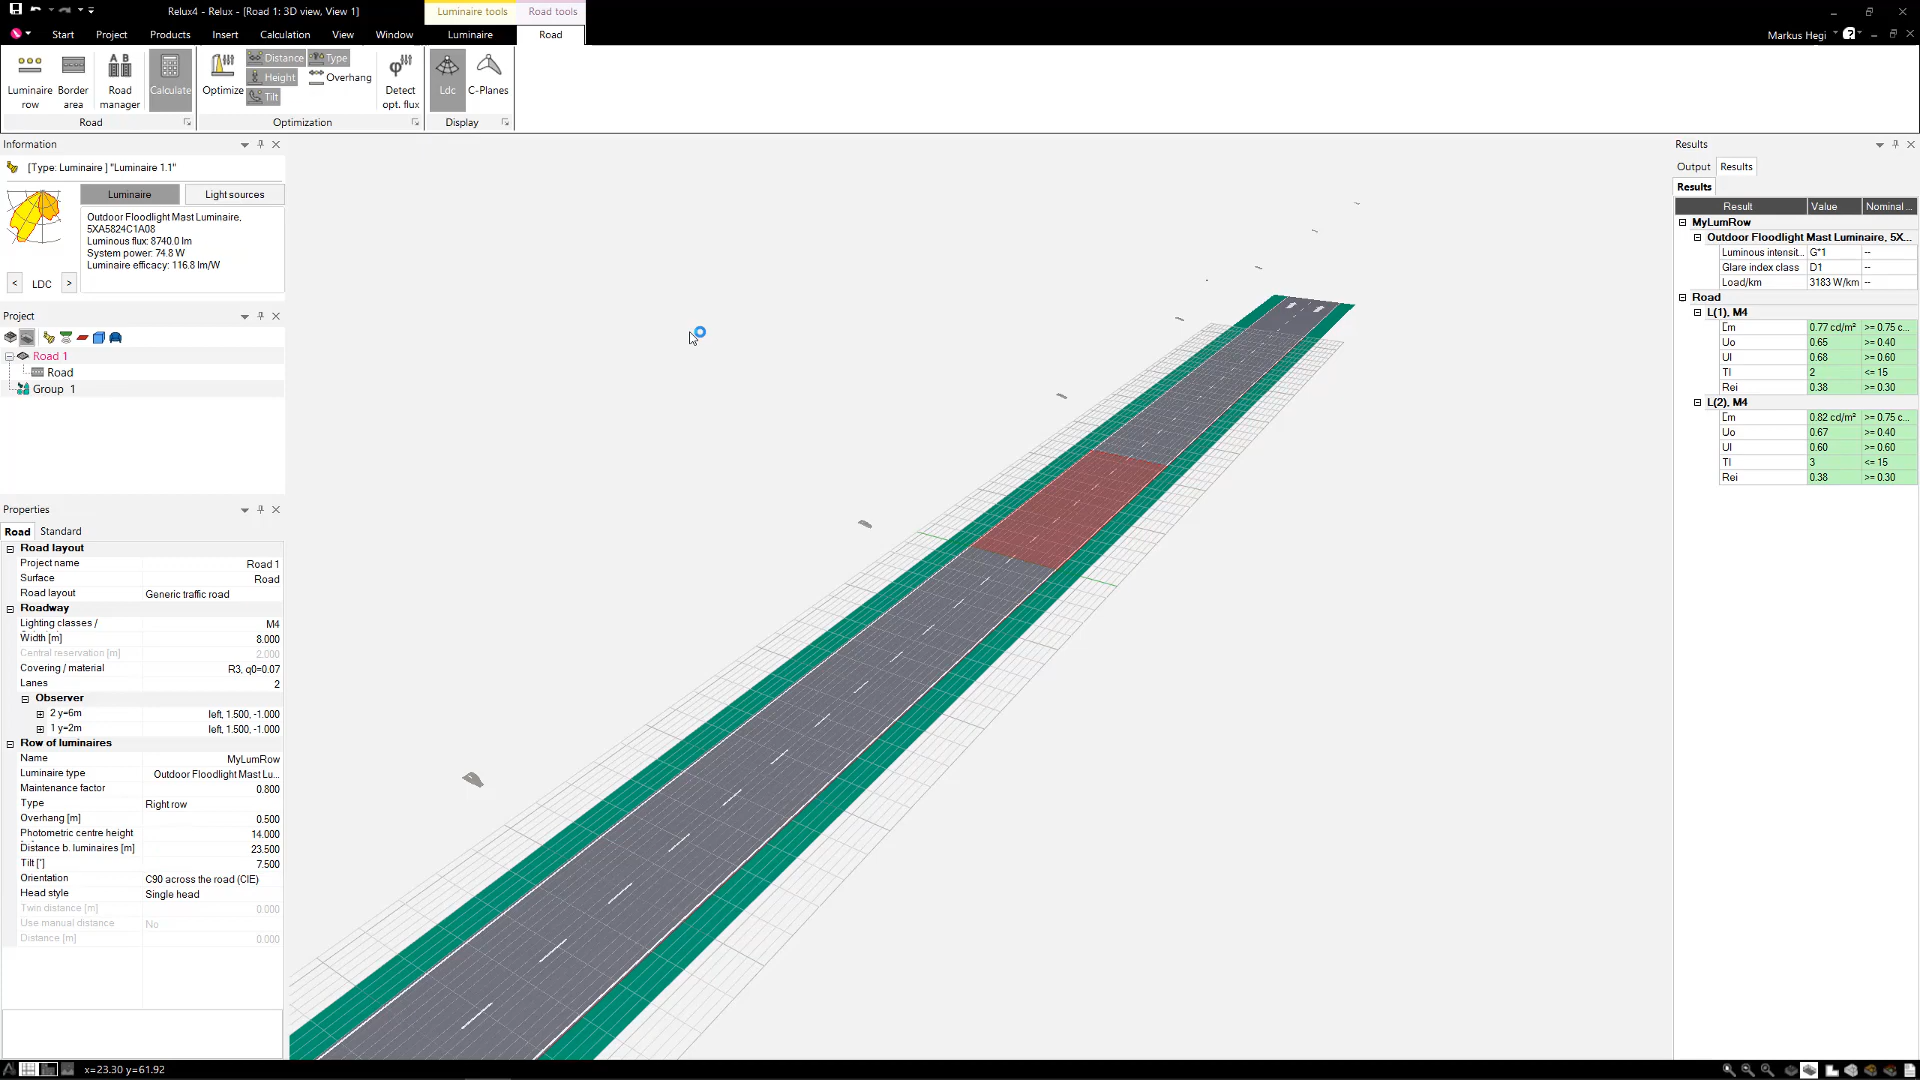 Relux4 - Relux - [Road 1: 3D view, View 1]
Luminaire tools
Road tools
Start
Project
Products
Insert
Calculation
View
Window
Luminaire
Road
Markus Hegi
Luminaire row
Border area
A B
Road manager
Calculate
Optimize
Distance
Height
Tilt
Type
Overhang
Detect opt. flux
Ldc
C-Planes
Road
Optimization
Display
Information
[Type: Luminaire ] "Luminaire 1.1"
Luminaire
Light sources
Outdoor Floodlight Mast Luminaire,
5XA5824C1A08
Luminous flux: 8740.0 lm
System power: 74.8 W
Luminaire efficacy: 116.8 lm/W
< LDC >
Project
Road 1
Road
Group 1
Properties
Road Standard
Road layout
Project name Road 1
Surface Road
Road layout Generic traffic road
Roadway
Lighting classes / M4
Width [m] 8.000
Central reservation [m] 2.000
Covering / material R3, q0=0.07
Lanes 2
Observer
2 y=6m left, 1.500, -1.000
1 y=2m left, 1.500, -1.000
Row of luminaires
Name MyLumRow
Luminaire type Outdoor Floodlight Mast Lu...
Maintenance factor 0.800
Type Right row
Overhang [m] 0.500
Photometric centre height 14.000
Distance b. luminaires [m] 23.500
Tilt [°] 7.500
Orientation C90 across the road (CIE)
Head style Single head
Twin distance [m] 0.000
Use manual distance No
Distance [m] 0.000
Results
Output Results
Results
Result Value Nominal ...
MyLumRow
Outdoor Floodlight Mast Luminaire, 5X...
Luminous intensit... G*1 --
Glare index class D1 --
Load/km 3183 W/km --
Road
L(1), M4
Em 0.77 cd/m² >= 0.75 c...
Uo 0.65 >= 0.40
Ul 0.68 >= 0.60
TI 2 <= 15
Rei 0.38 >= 0.30
L(2), M4
Em 0.82 cd/m² >= 0.75 c...
Uo 0.67 >= 0.40
Ul 0.60 >= 0.60
TI 3 <= 15
Rei 0.38 >= 0.30
x=23.30 y=61.92